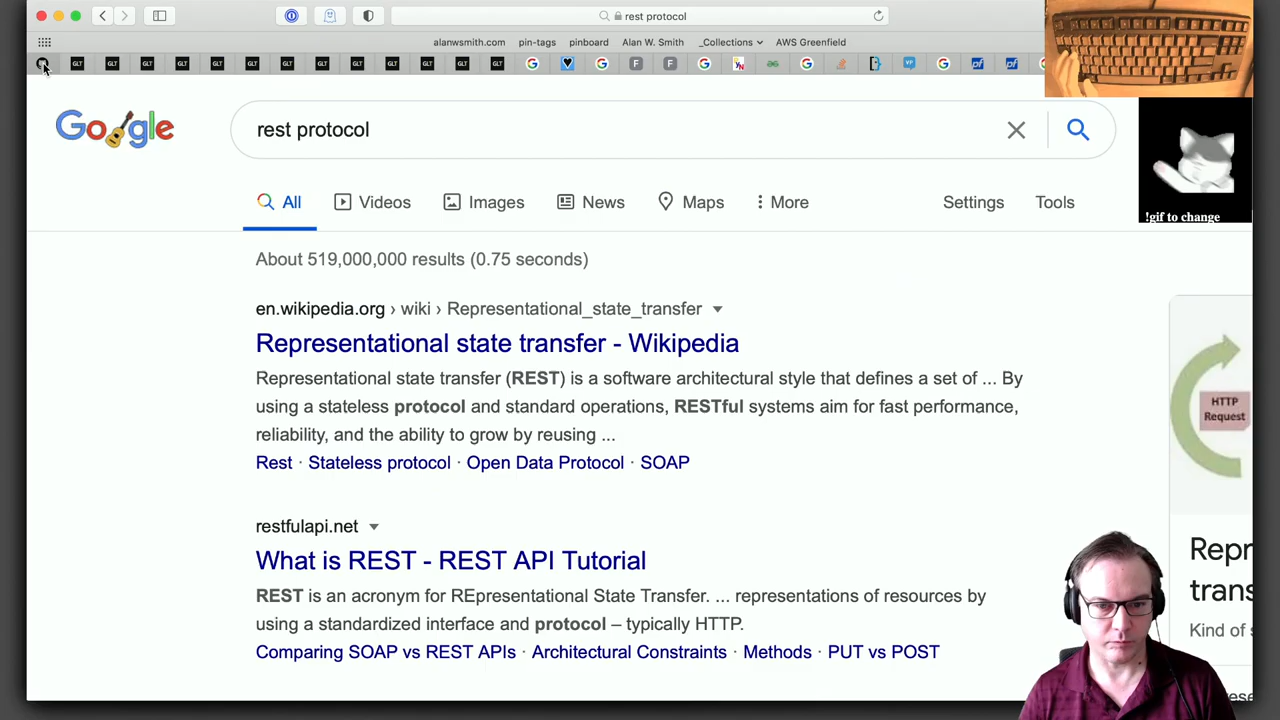 rest protocol
alanwsmith.com pin-tags pinboard Alan W. Smith _Collections AWS Greenfield
GLT GLT GLT GLT GLT GLT GLT GLT GLT GLT GLT GLT GLT G G F F G G VP G pf pf
Google rest protocol
All Videos Images News Maps More Settings Tools
!gif to change
About 519,000,000 results (0.75 seconds)
en.wikipedia.org › wiki › Representational_state_transfer
Representational state transfer - Wikipedia
Representational state transfer (REST) is a software architectural style that defines a set of ... By
using a stateless protocol and standard operations, RESTful systems aim for fast performance,
reliability, and the ability to grow by reusing ...
Rest · Stateless protocol · Open Data Protocol · SOAP
HTTP
Request
restfulapi.net
What is REST - REST API Tutorial
REST is an acronym for REpresentational State Transfer. ... representations of resources by
using a standardized interface and protocol – typically HTTP.
Comparing SOAP vs REST APIs · Architectural Constraints · Methods · PUT vs POST
Repr
trans
Kind of